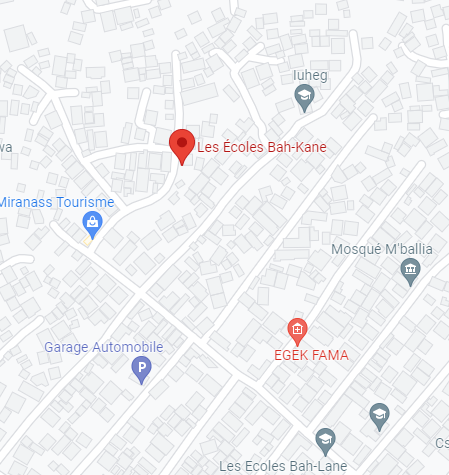 Iuheg
wa
Les Écoles Bah-Kane
Miranass Tourisme
Mosqué M'ballia
Garage Automobile
P
EGEK FAMA
Les Ecoles Bah-Lane
Cs